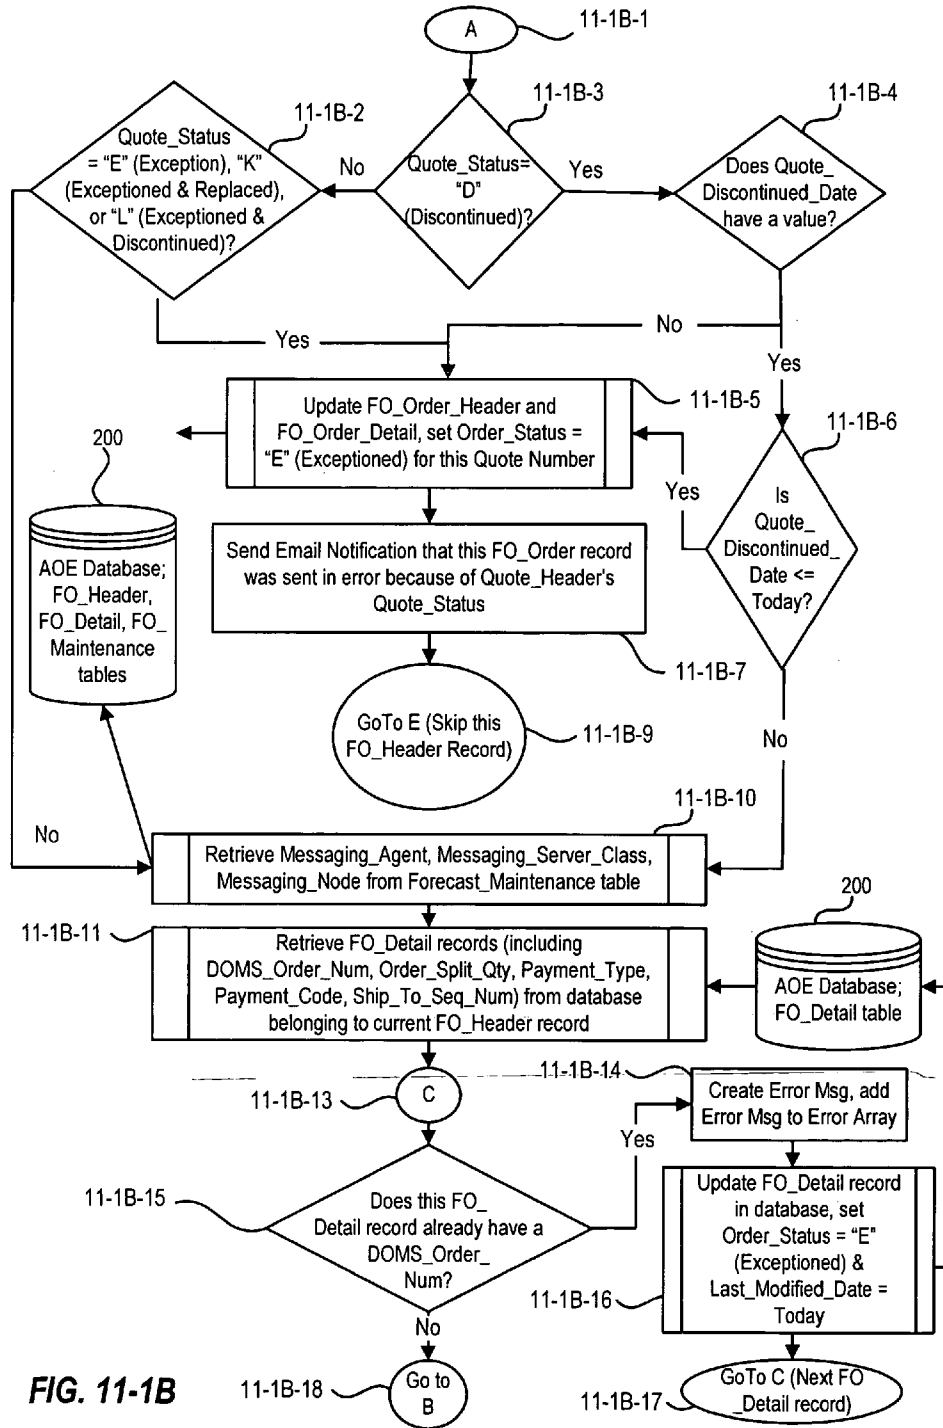 A
11-1B-1
11-1B-2
11-1B-3
11-1B-4
Quote_Status
= “E” (Exception), “K”
(Exceptioned & Replaced),
or “L” (Exceptioned &
Discontinued)?
No
Quote_Status=
“D”
(Discontinued)?
Yes
Does Quote_
Discontinued_Date
have a value?
Yes
No
Yes
11-1B-5
Update FO_Order_Header and
FO_Order_Detail, set Order_Status =
“E” (Exceptioned) for this Quote Number
11-1B-6
Yes
Is
Quote_
Discontinued_
Date <=
Today?
200
AOE Database;
FO_Header,
FO_Detail, FO_
Maintenance
tables
Send Email Notification that this FO_Order record
was sent in error because of Quote_Header's
Quote_Status
11-1B-7
GoTo E (Skip this
FO_Header Record)
11-1B-9
No
No
11-1B-10
Retrieve Messaging_Agent, Messaging_Server_Class,
Messaging_Node from Forecast_Maintenance table
11-1B-11
Retrieve FO_Detail records (including
DOMS_Order_Num, Order_Split_Qty, Payment_Type,
Payment_Code, Ship_To_Seq_Num) from database
belonging to current FO_Header record
200
AOE Database;
FO_Detail table
11-1B-13
C
11-1B-14
Create Error Msg, add
Error Msg to Error Array
Yes
11-1B-15
Does this FO_
Detail record already have a
DOMS_Order_
Num?
Update FO_Detail record
in database, set
Order_Status = “E”
(Exceptioned) &
Last_Modified_Date =
Today
11-1B-16
No
11-1B-18
Go to
B
11-1B-17
GoTo C (Next FO
_Detail record)
FIG. 11-1B